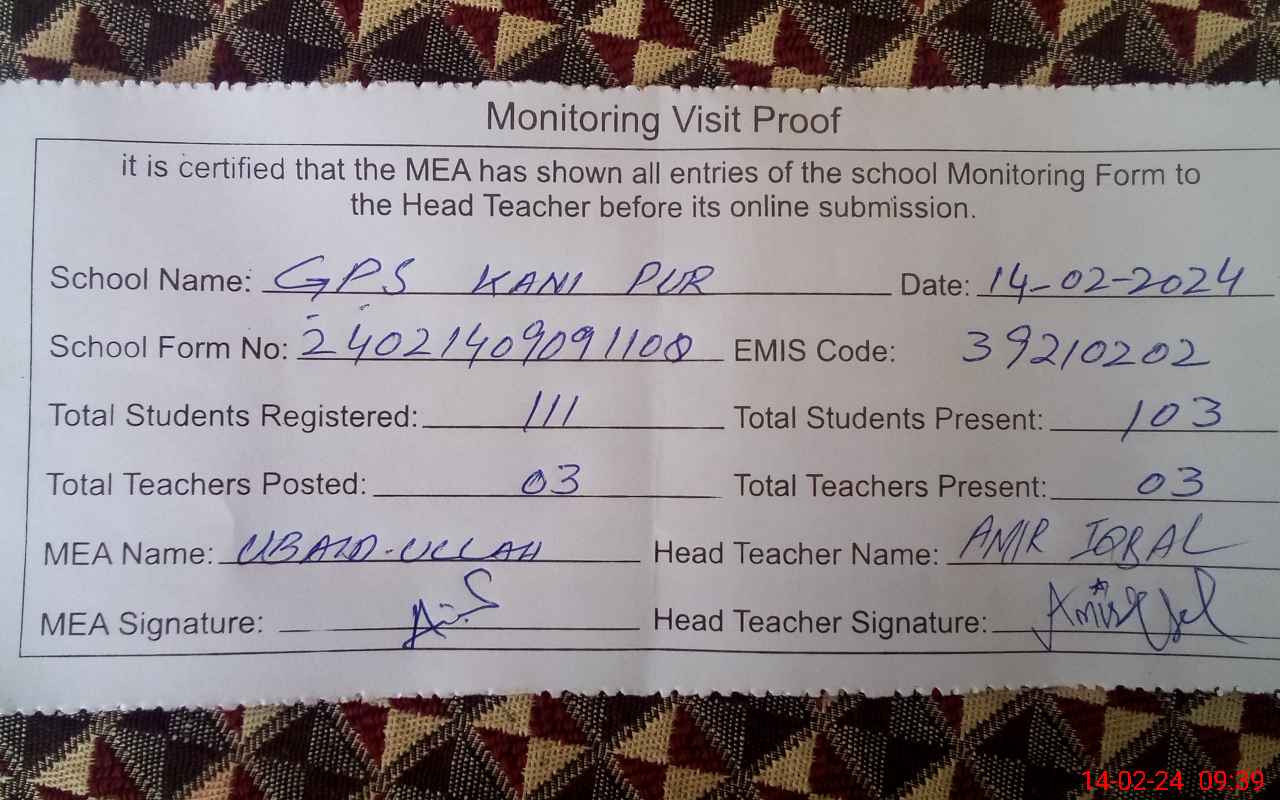 Monitoring Visit Proof
it is certified that the MEA has shown all entries of the school Monitoring Form to
the Head Teacher before its online submission.
School Name: GPS KANI PUR Date: 14-02-2024
School Form No: 24021409091100 EMIS Code: 39210202
Total Students Registered: 111 Total Students Present: 103
Total Teachers Posted: 03 Total Teachers Present: 03
MEA Name: UBAID-ULLAH Head Teacher Name: AMIR IQBAL
MEA Signature: Head Teacher Signature:
14-02-24 09:39